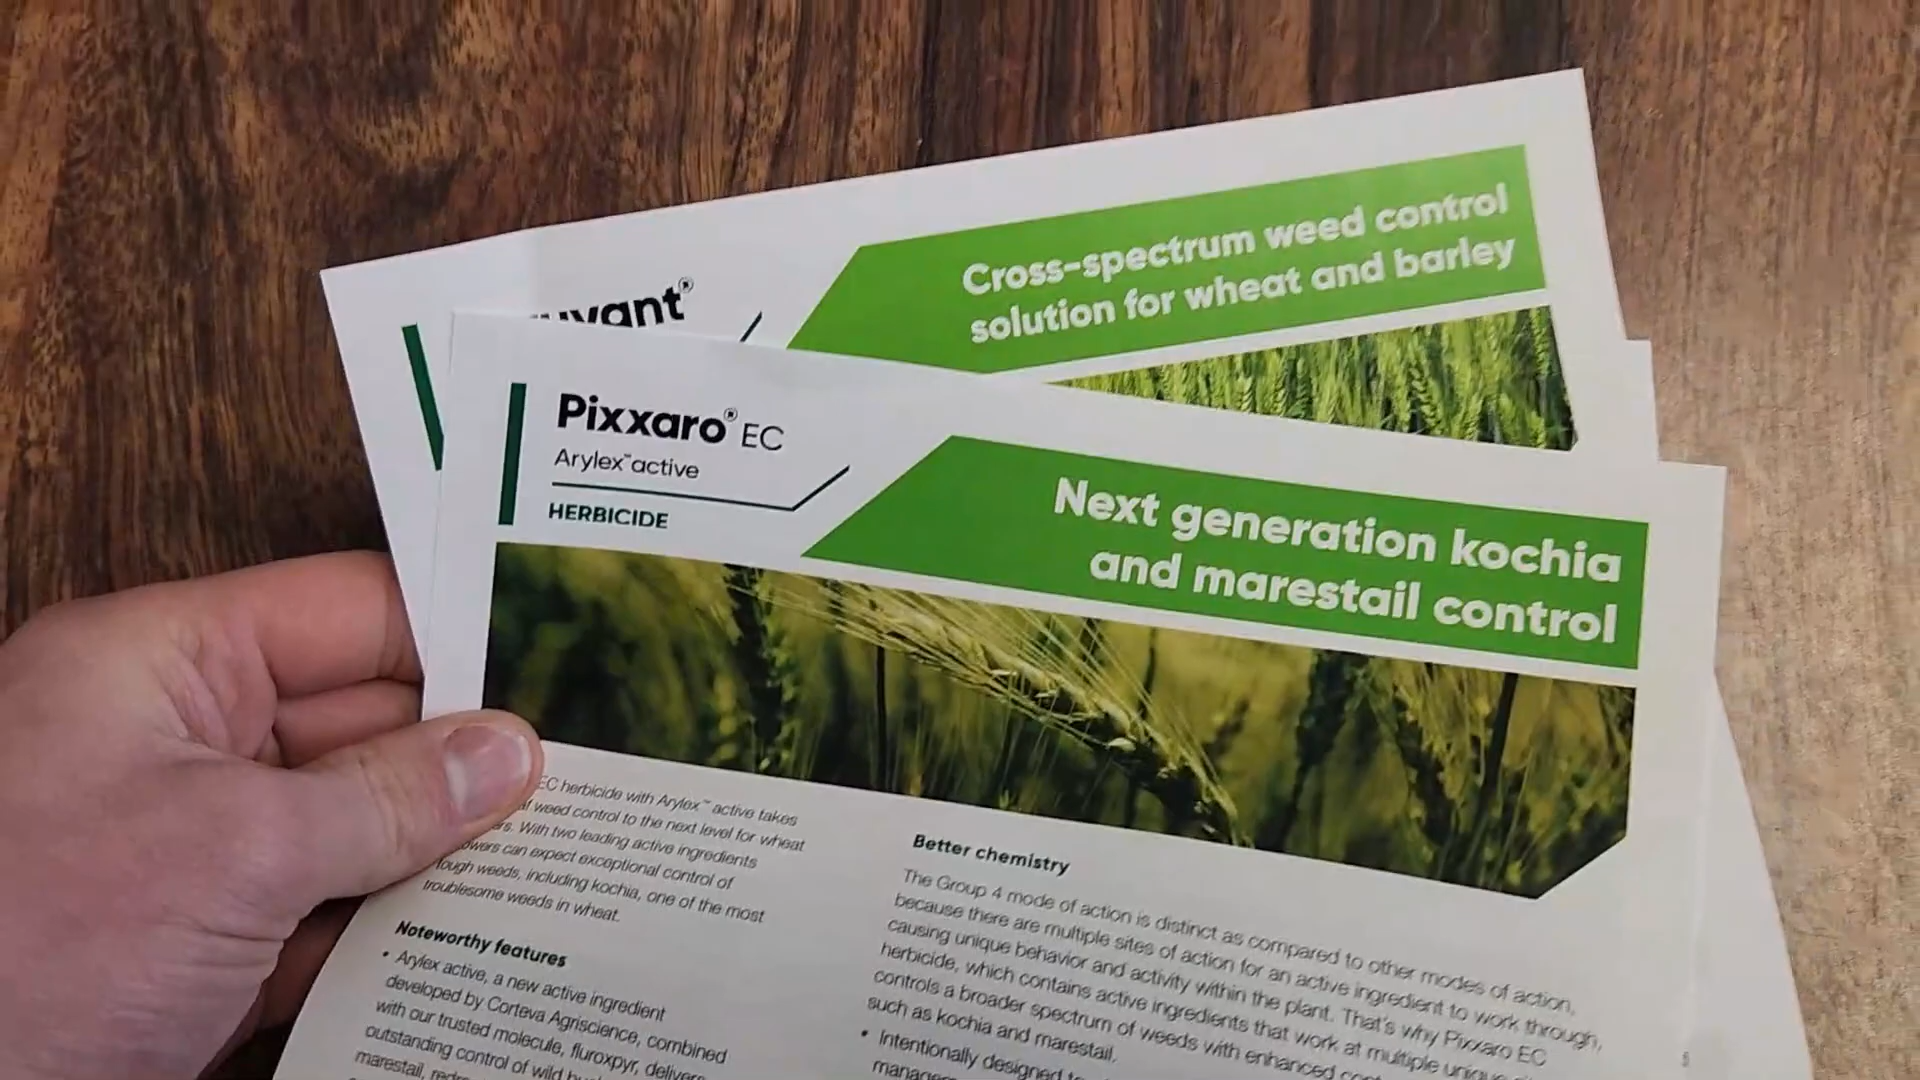 Cross-spectrum weed control
solution for wheat and barley
Pixxaro® EC
Arylex™ active
HERBICIDE
Next generation kochia
and marestail control
EC herbicide with Arylex™ active takes
weed control to the next level for wheat
With two leading active ingredients
can expect exceptional control of
tough weeds, including kochia, one of the most
troublesome weeds in wheat.
Noteworthy features
• Arylex active, a new active ingredient
developed by Corteva Agriscience, combined
with our trusted molecule, fluroxpyr, delivers
outstanding control of wild
marestail,
Better chemistry
The Group 4 mode of action is distinct as compared to other modes of action,
because there are multiple sites of action for an active ingredient to work through,
causing unique behavior and activity within the plant. That's why Pixxaro EC
herbicide, which contains active ingredients that work at multiple unique
controls a broader spectrum of weeds with enhanced
such as kochia and marestail.
• Intentionally designed